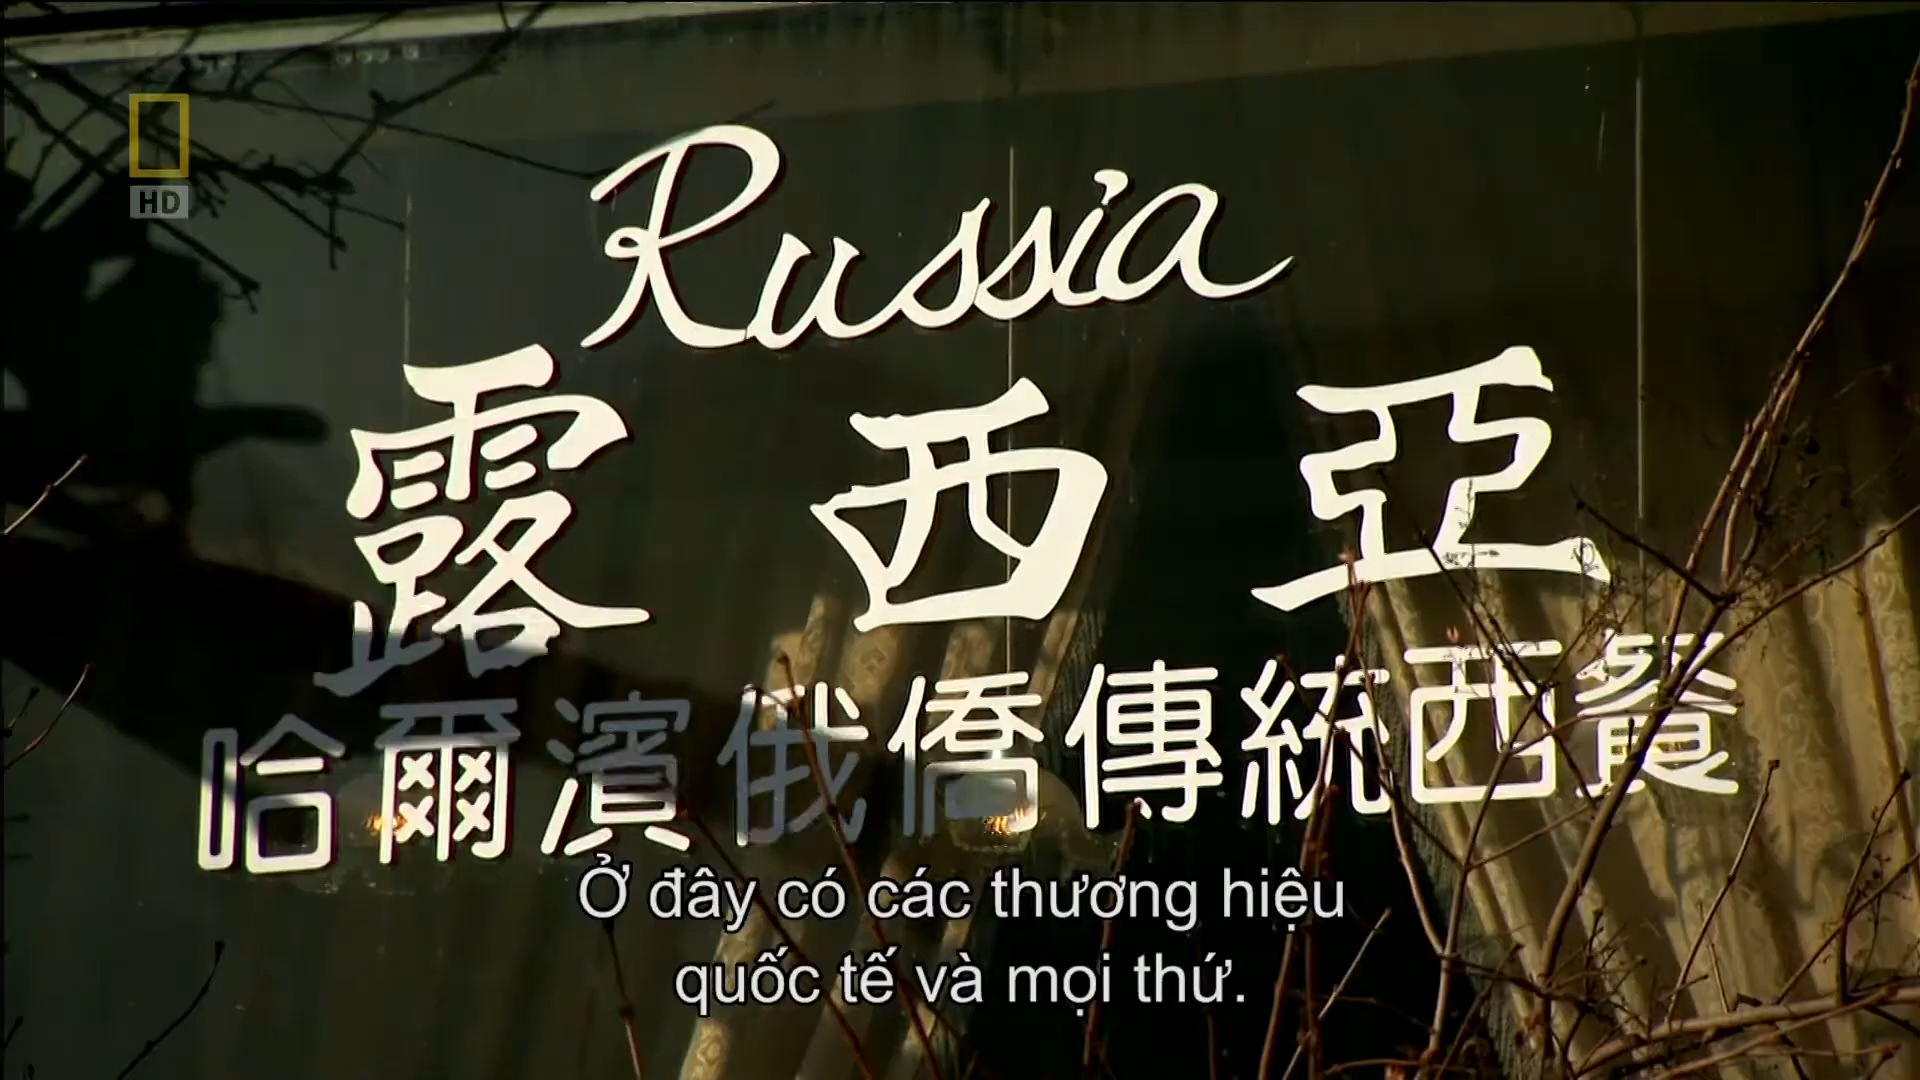 HD
Russia
露西亞
哈爾濱俄僑傳統西餐
Ở đây có các thương hiệu
quốc tế và mọi thứ.